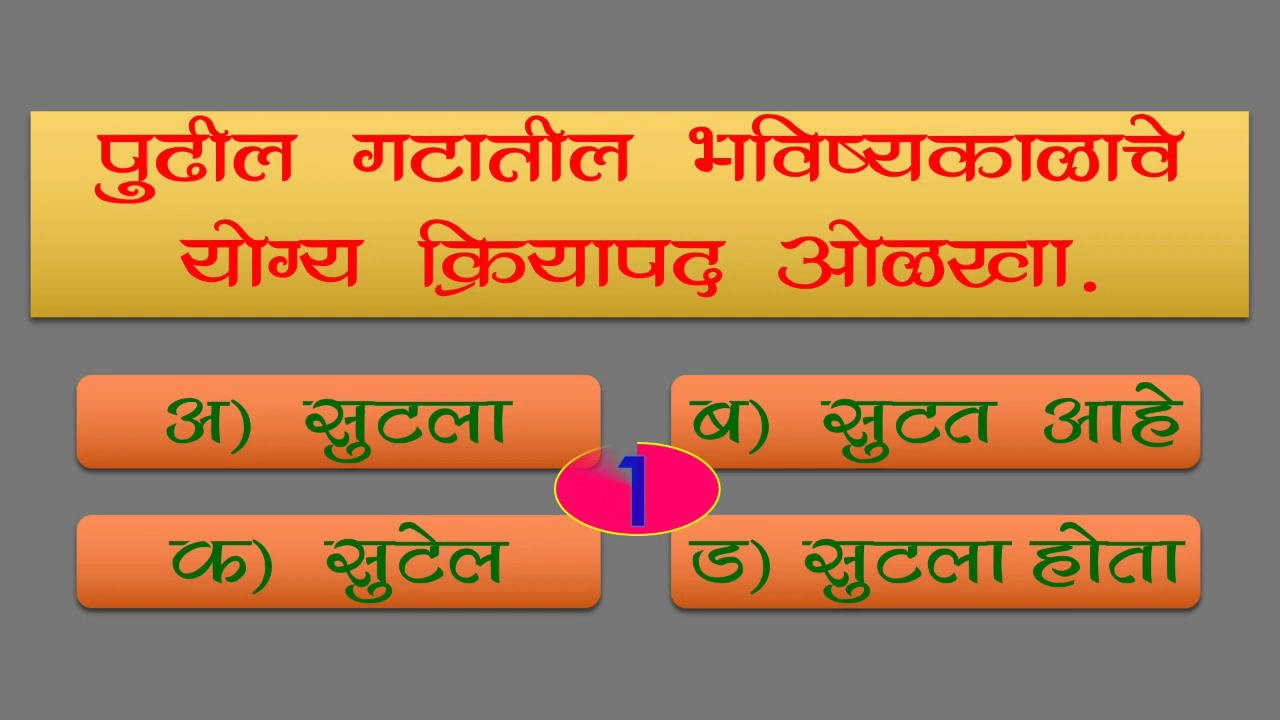 पुढील गटातील भविष्यकाळाचे
योग्य क्रियापद ओळखा.
अ) सुटला
ब) सुटत आहे
1
क) सुटेल
ड) सुटला होता